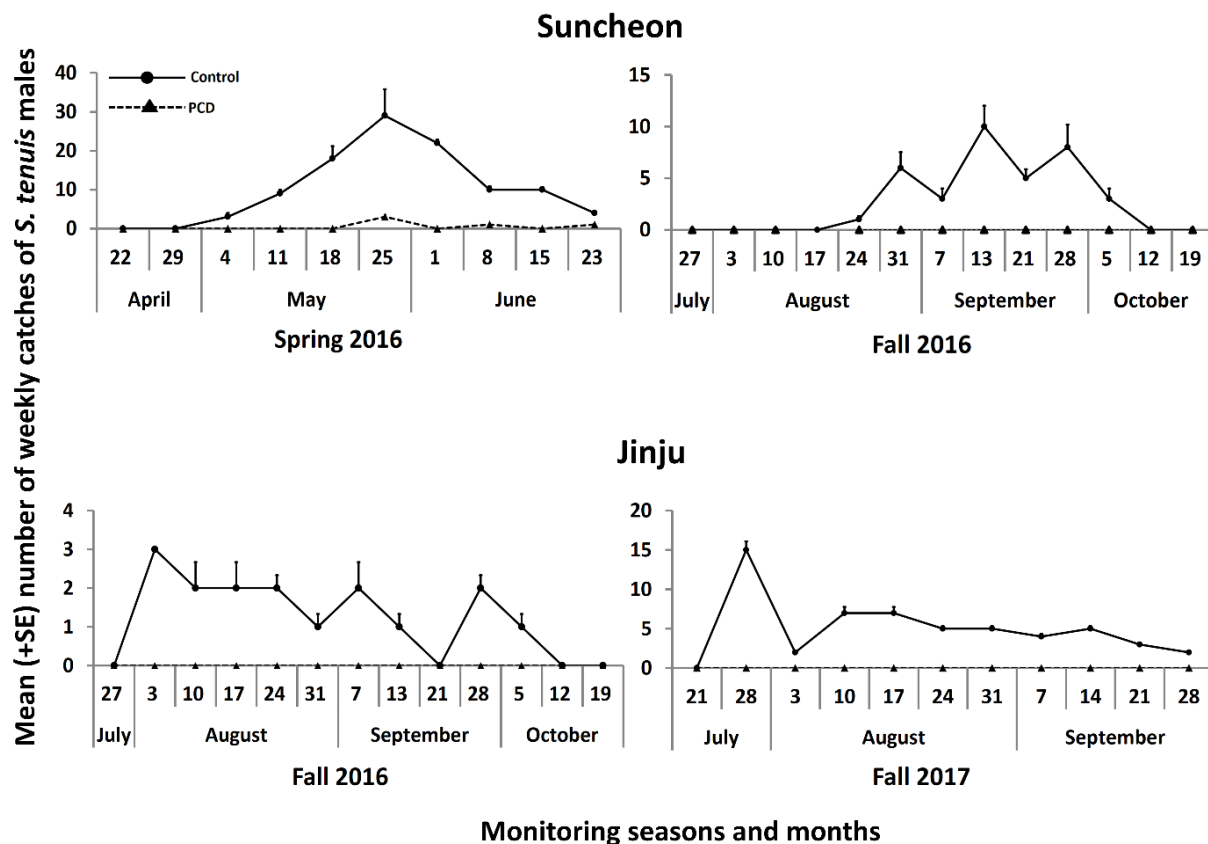 Suncheon
Mean (+SE) number of weekly catches of S. tenuis males
40
30
20
10
0
Control
PCD
22 29 4 11 18 25 1 8 15 23
April May June
Spring 2016
15
10
5
0
27 3 10 17 24 31 7 13 21 28 5 12 19
July August September October
Fall 2016
Jinju
4
3
2
1
0
27 3 10 17 24 31 7 13 21 28 5 12 19
July August September October
Fall 2016
20
15
10
5
0
21 28 3 10 17 24 31 7 14 21 28
July August September
Fall 2017
Monitoring seasons and months